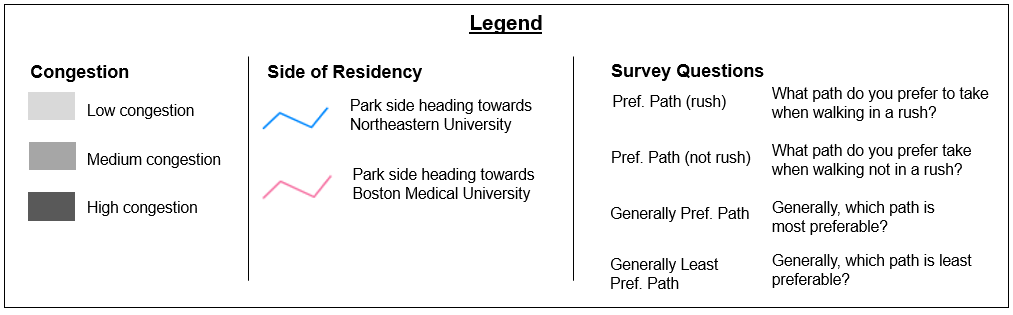 Legend
Congestion
Low congestion
Medium congestion
High congestion
Side of Residency
Park side heading towards
Northeastern University
Park side heading towards
Boston Medical University
Survey Questions
Pref. Path (rush)
What path do you prefer to take
when walking in a rush?
Pref. Path (not rush)
What path do you prefer take
when walking not in a rush?
Generally Pref. Path
Generally, which path is
most preferable?
Generally Least
Pref. Path
Generally, which path is least
preferable?